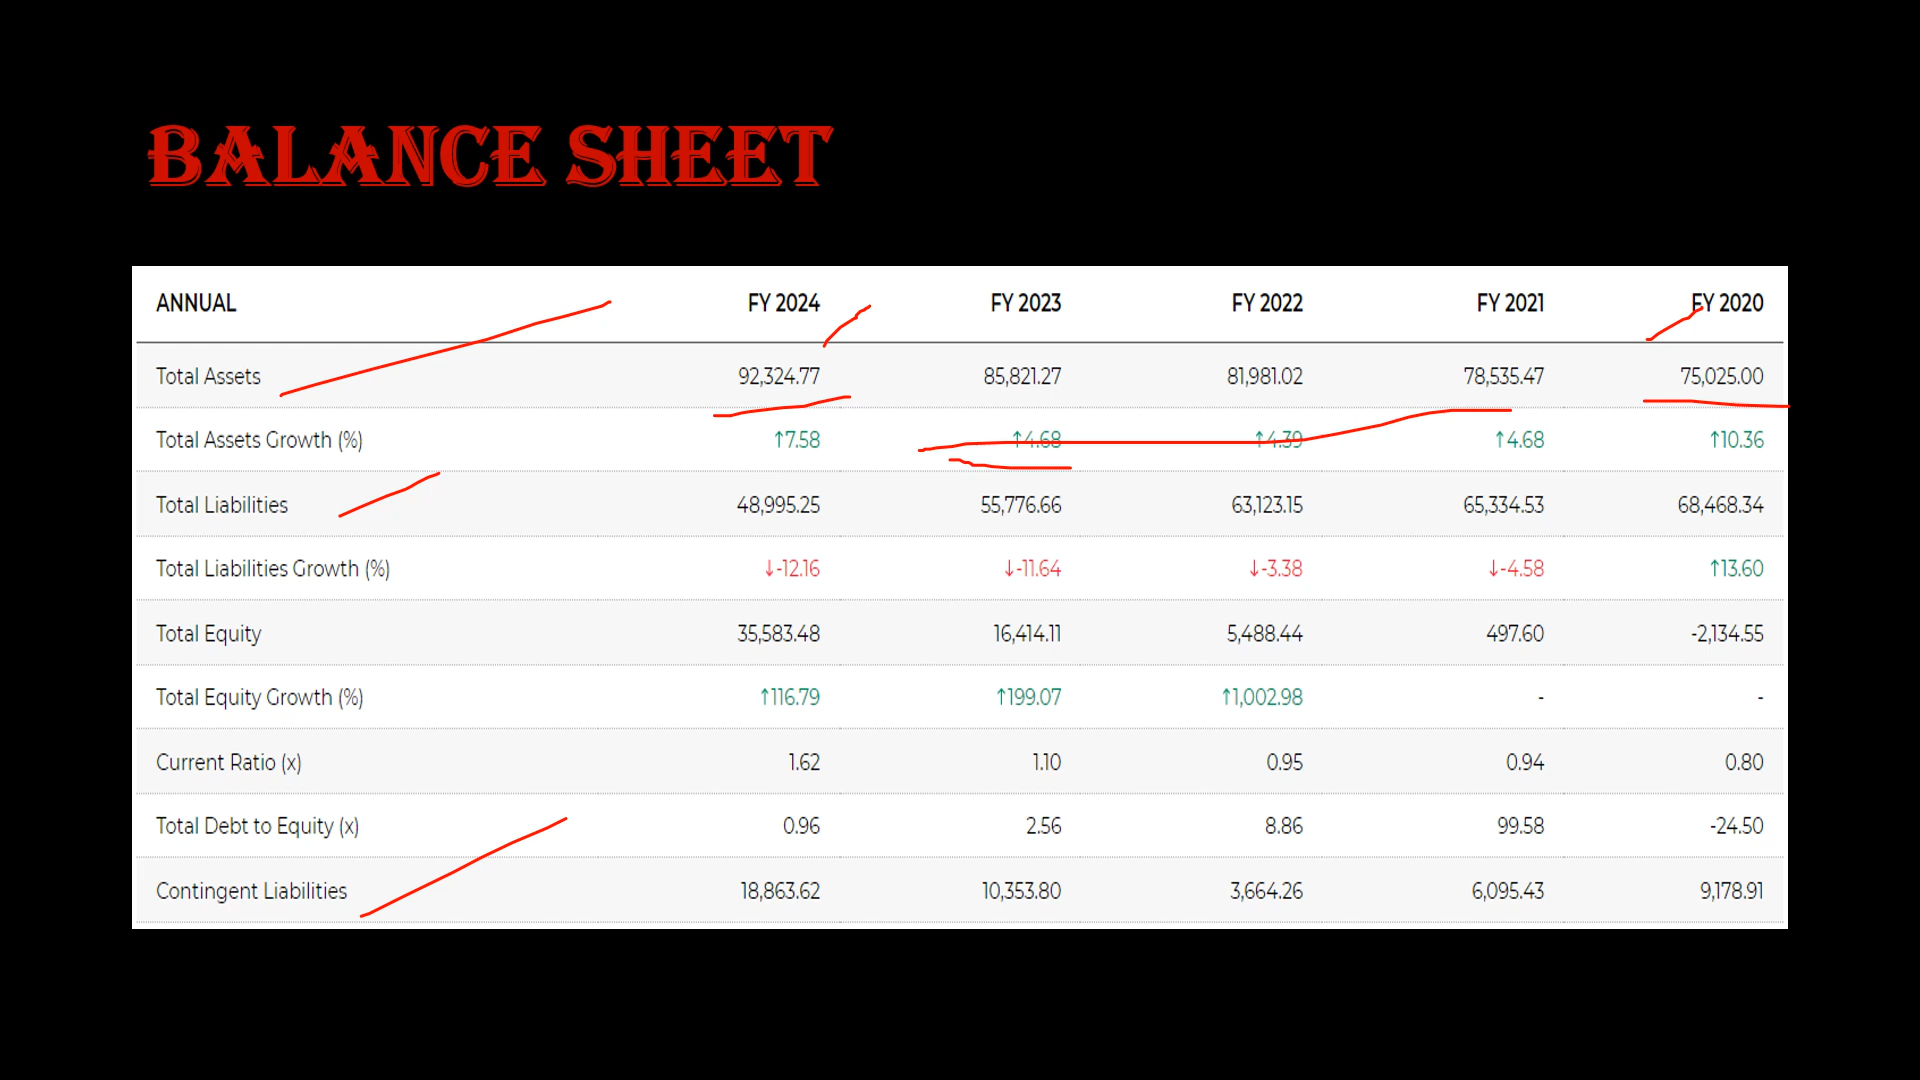 BALANCE SHEET
ANNUAL FY 2024 FY 2023 FY 2022 FY 2021 FY 2020
Total Assets 92,324.77 85,821.27 81,981.02 78,535.47 75,025.00
Total Assets Growth (%) ↑7.58 ↑4.68 ↑4.39 ↑4.68 ↑10.36
Total Liabilities 48,995.25 55,776.66 63,123.15 65,334.53 68,468.34
Total Liabilities Growth (%) ↓-12.16 ↓-11.64 ↓-3.38 ↓-4.58 ↑13.60
Total Equity 35,583.48 16,414.11 5,488.44 497.60 -2,134.55
Total Equity Growth (%) ↑116.79 ↑199.07 ↑1,002.98 - -
Current Ratio (x) 1.62 1.10 0.95 0.94 0.80
Total Debt to Equity (x) 0.96 2.56 8.86 99.58 -24.50
Contingent Liabilities 18,863.62 10,353.80 3,664.26 6,095.43 9,178.91